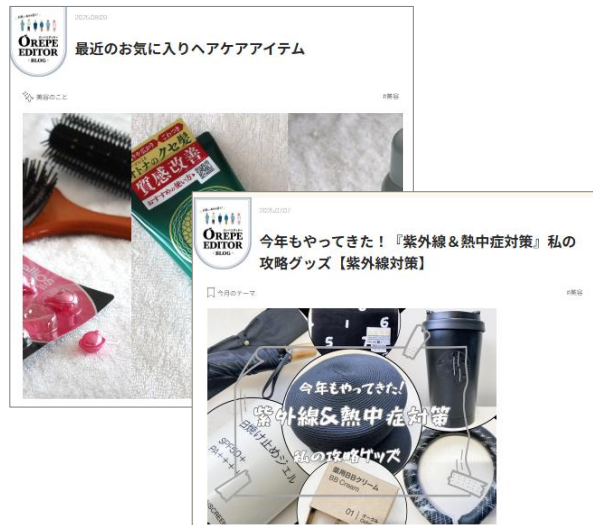 OREPE
EDITOR
BLOG
最近のお気に入りヘアケアアイテム
美容のこと
#美容
オトナのクセ髪
質感改善
OREPE
EDITOR
BLOG
今年もやってきた！『紫外線＆熱中症対策』私の
攻略グッズ【紫外線対策】
今月のテーマ
#美容
1
6
5
今年もやってきた!
紫外線&熱中症対策
私の攻略グッズ
日焼け止めジェル
SPF50+
PA++++
薬用BBクリーム
BB Cream
01